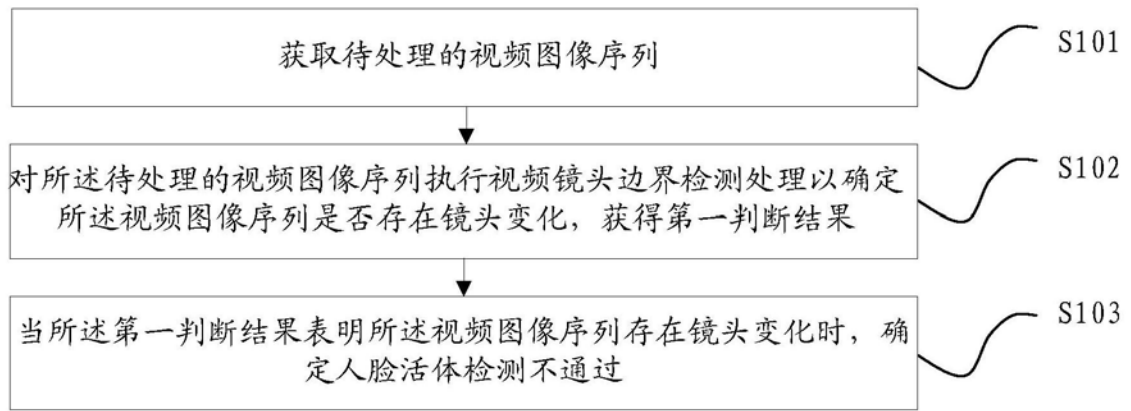 获取待处理的视频图像序列
S101
对所述待处理的视频图像序列执行视频镜头边界检测处理以确定
所述视频图像序列是否存在镜头变化，获得第一判断结果
S102
当所述第一判断结果表明所述视频图像序列存在镜头变化时，确
定人脸活体检测不通过
S103